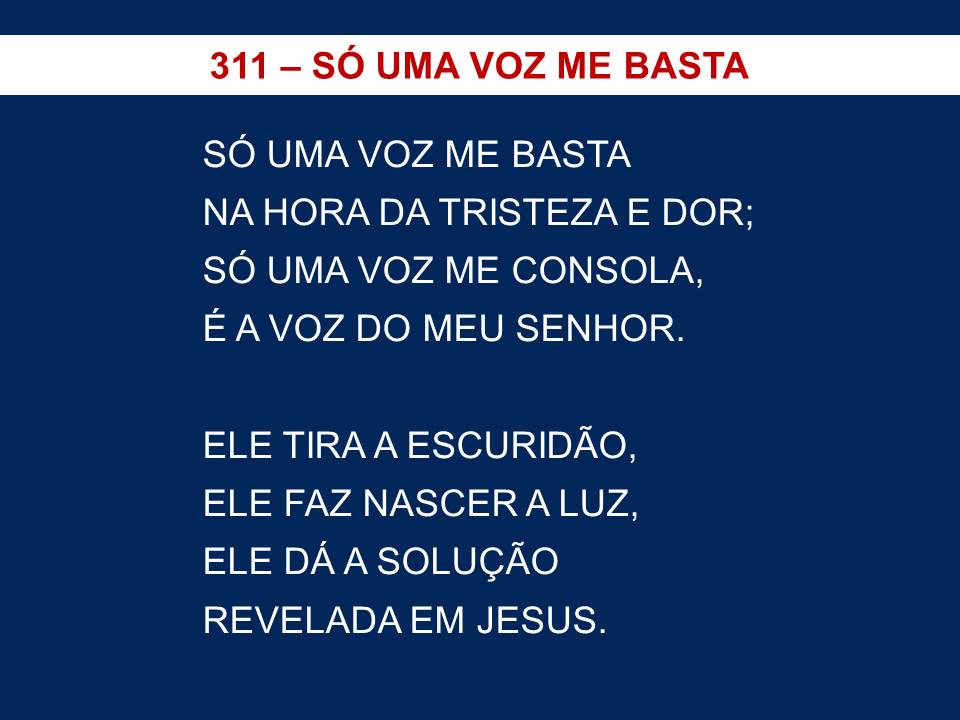 311 – SÓ UMA VOZ ME BASTA
SÓ UMA VOZ ME BASTA
NA HORA DA TRISTEZA E DOR;
SÓ UMA VOZ ME CONSOLA,
É A VOZ DO MEU SENHOR.
ELE TIRA A ESCURIDÃO,
ELE FAZ NASCER A LUZ,
ELE DÁ A SOLUÇÃO
REVELADA EM JESUS.